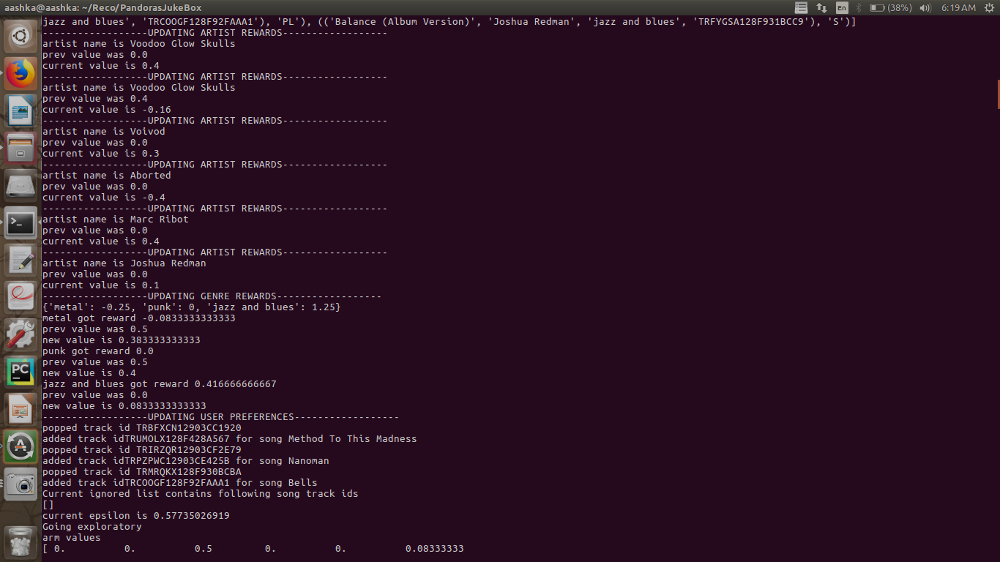 aashka@aashka: ~/Reco/PandorasJukeBox
En
(38%)
6:19 AM
jazz and blues', 'TRCOOGF128F92FAAA1'), 'PL'), (('Balance (Album Version)', 'Joshua Redman', 'jazz and blues', 'TRFYGSA128F931BCC9'), 'S')]
------------------UPDATING ARTIST REWARDS------------------
artist name is Voodoo Glow Skulls
prev value was 0.0
current value is 0.4
------------------UPDATING ARTIST REWARDS------------------
artist name is Voodoo Glow Skulls
prev value was 0.4
current value is -0.16
------------------UPDATING ARTIST REWARDS------------------
artist name is Voivod
prev value was 0.0
current value is 0.3
------------------UPDATING ARTIST REWARDS------------------
artist name is Aborted
prev value was 0.0
current value is -0.4
------------------UPDATING ARTIST REWARDS------------------
artist name is Marc Ribot
prev value was 0.0
current value is 0.4
------------------UPDATING ARTIST REWARDS------------------
artist name is Joshua Redman
prev value was 0.0
current value is 0.1
------------------UPDATING GENRE REWARDS------------------
{'metal': -0.25, 'punk': 0, 'jazz and blues': 1.25}
metal got reward -0.0833333333333
prev value was 0.5
new value is 0.383333333333
punk got reward 0.0
prev value was 0.5
new value is 0.4
jazz and blues got reward 0.416666666667
prev value was 0.0
new value is 0.0833333333333
------------------UPDATING USER PREFERENCES------------------
popped track id TRBFXCN12903CC1920
added track idTRUMOLX128F428A567 for song Method To This Madness
popped track id TRIRZQR12903CF2E79
added track idTRPZPWC12903CE425B for song Nanoman
popped track id TRMRQKX128F930BCBA
added track idTRCOOGF128F92FAAA1 for song Bells
Current ignored list contains following song track ids
[]
current epsilon is 0.57735026919
Going exploratory
arm values
[ 0.          0.          0.5         0.          0.          0.08333333
PC